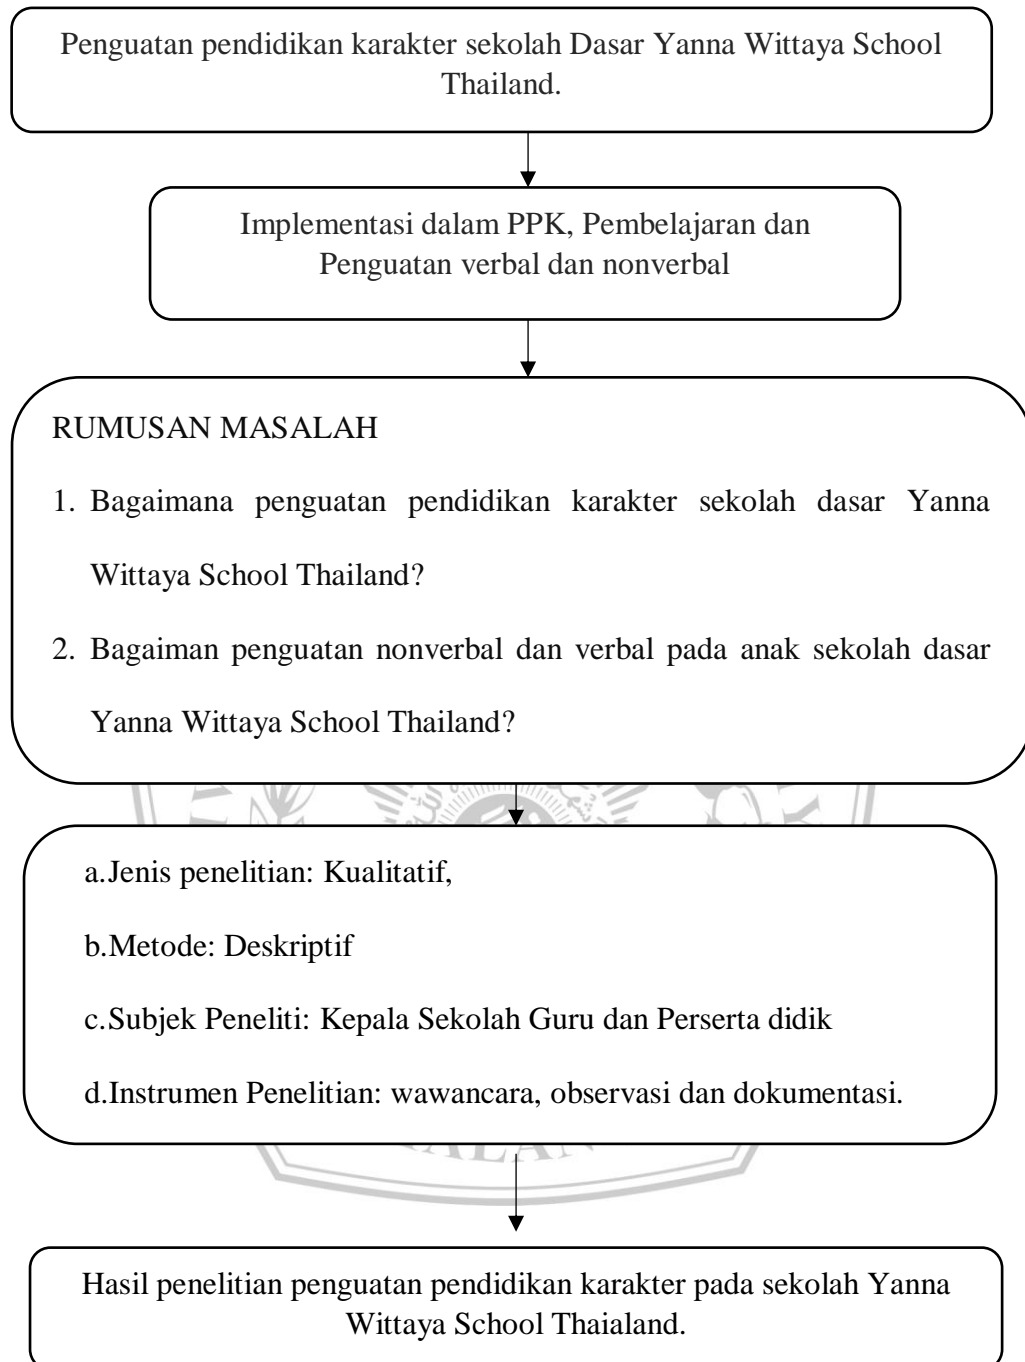 Penguatan pendidikan karakter sekolah Dasar Yanna Wittaya School
Thailand.
Implementasi dalam PPK, Pembelajaran dan
Penguatan verbal dan nonverbal
RUMUSAN MASALAH
1. Bagaimana penguatan pendidikan karakter sekolah dasar Yanna
Wittaya School Thailand?
2. Bagaiman penguatan nonverbal dan verbal pada anak sekolah dasar
Yanna Wittaya School Thailand?
a.Jenis penelitian: Kualitatif,
b.Metode: Deskriptif
c.Subjek Peneliti: Kepala Sekolah Guru dan Perserta didik
d.Instrumen Penelitian: wawancara, observasi dan dokumentasi.
Hasil penelitian penguatan pendidikan karakter pada sekolah Yanna
Wittaya School Thaialand.